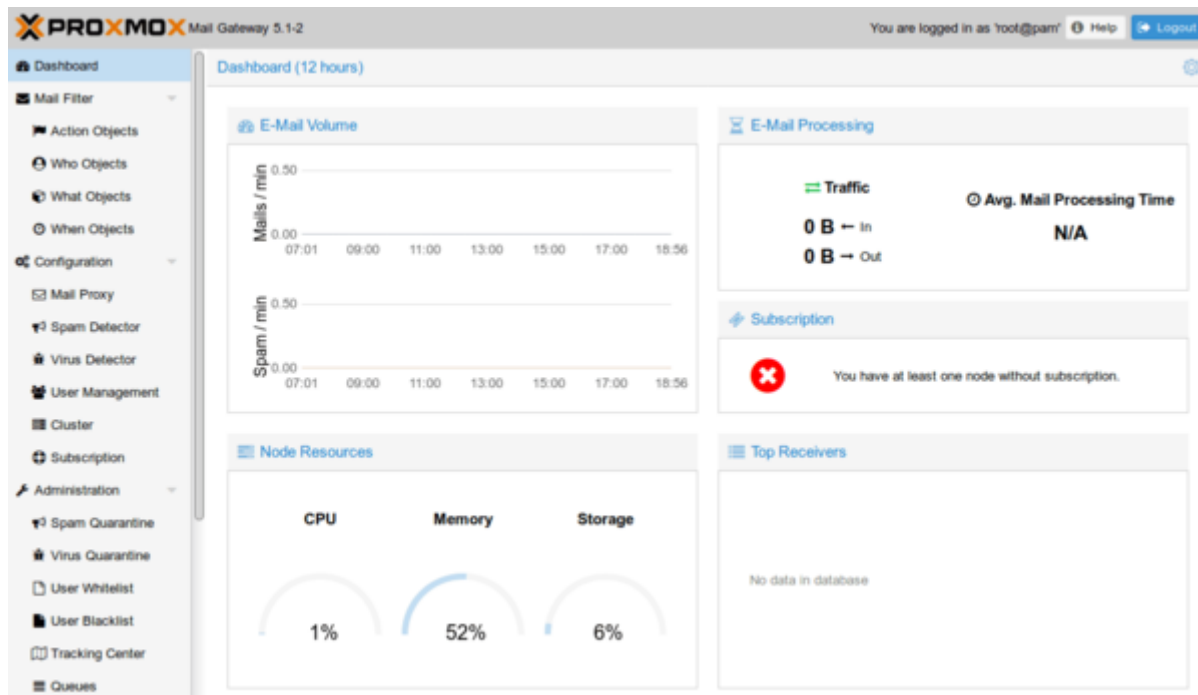 PROXMOX Mail Gateway 5.1-2
You are logged in as 'root@pam' Help Logout
Dashboard
Mail Filter
Action Objects
Who Objects
What Objects
When Objects
Configuration
Mail Proxy
Spam Detector
Virus Detector
User Management
Cluster
Subscription
Administration
Spam Quarantine
Virus Quarantine
User Whitelist
User Blacklist
Tracking Center
Queues
Dashboard (12 hours)
E-Mail Volume
Mails / min
0.50
0.00
07:01 09:00 11:00 13:00 15:00 17:00 18:56
Spam / min
0.50
0.00
07:01 09:00 11:00 13:00 15:00 17:00 18:56
E-Mail Processing
Traffic
0 B ← In
0 B → Out
Avg. Mail Processing Time
N/A
Subscription
You have at least one node without subscription.
Node Resources
CPU Memory Storage
1% 52% 6%
Top Receivers
No data in database